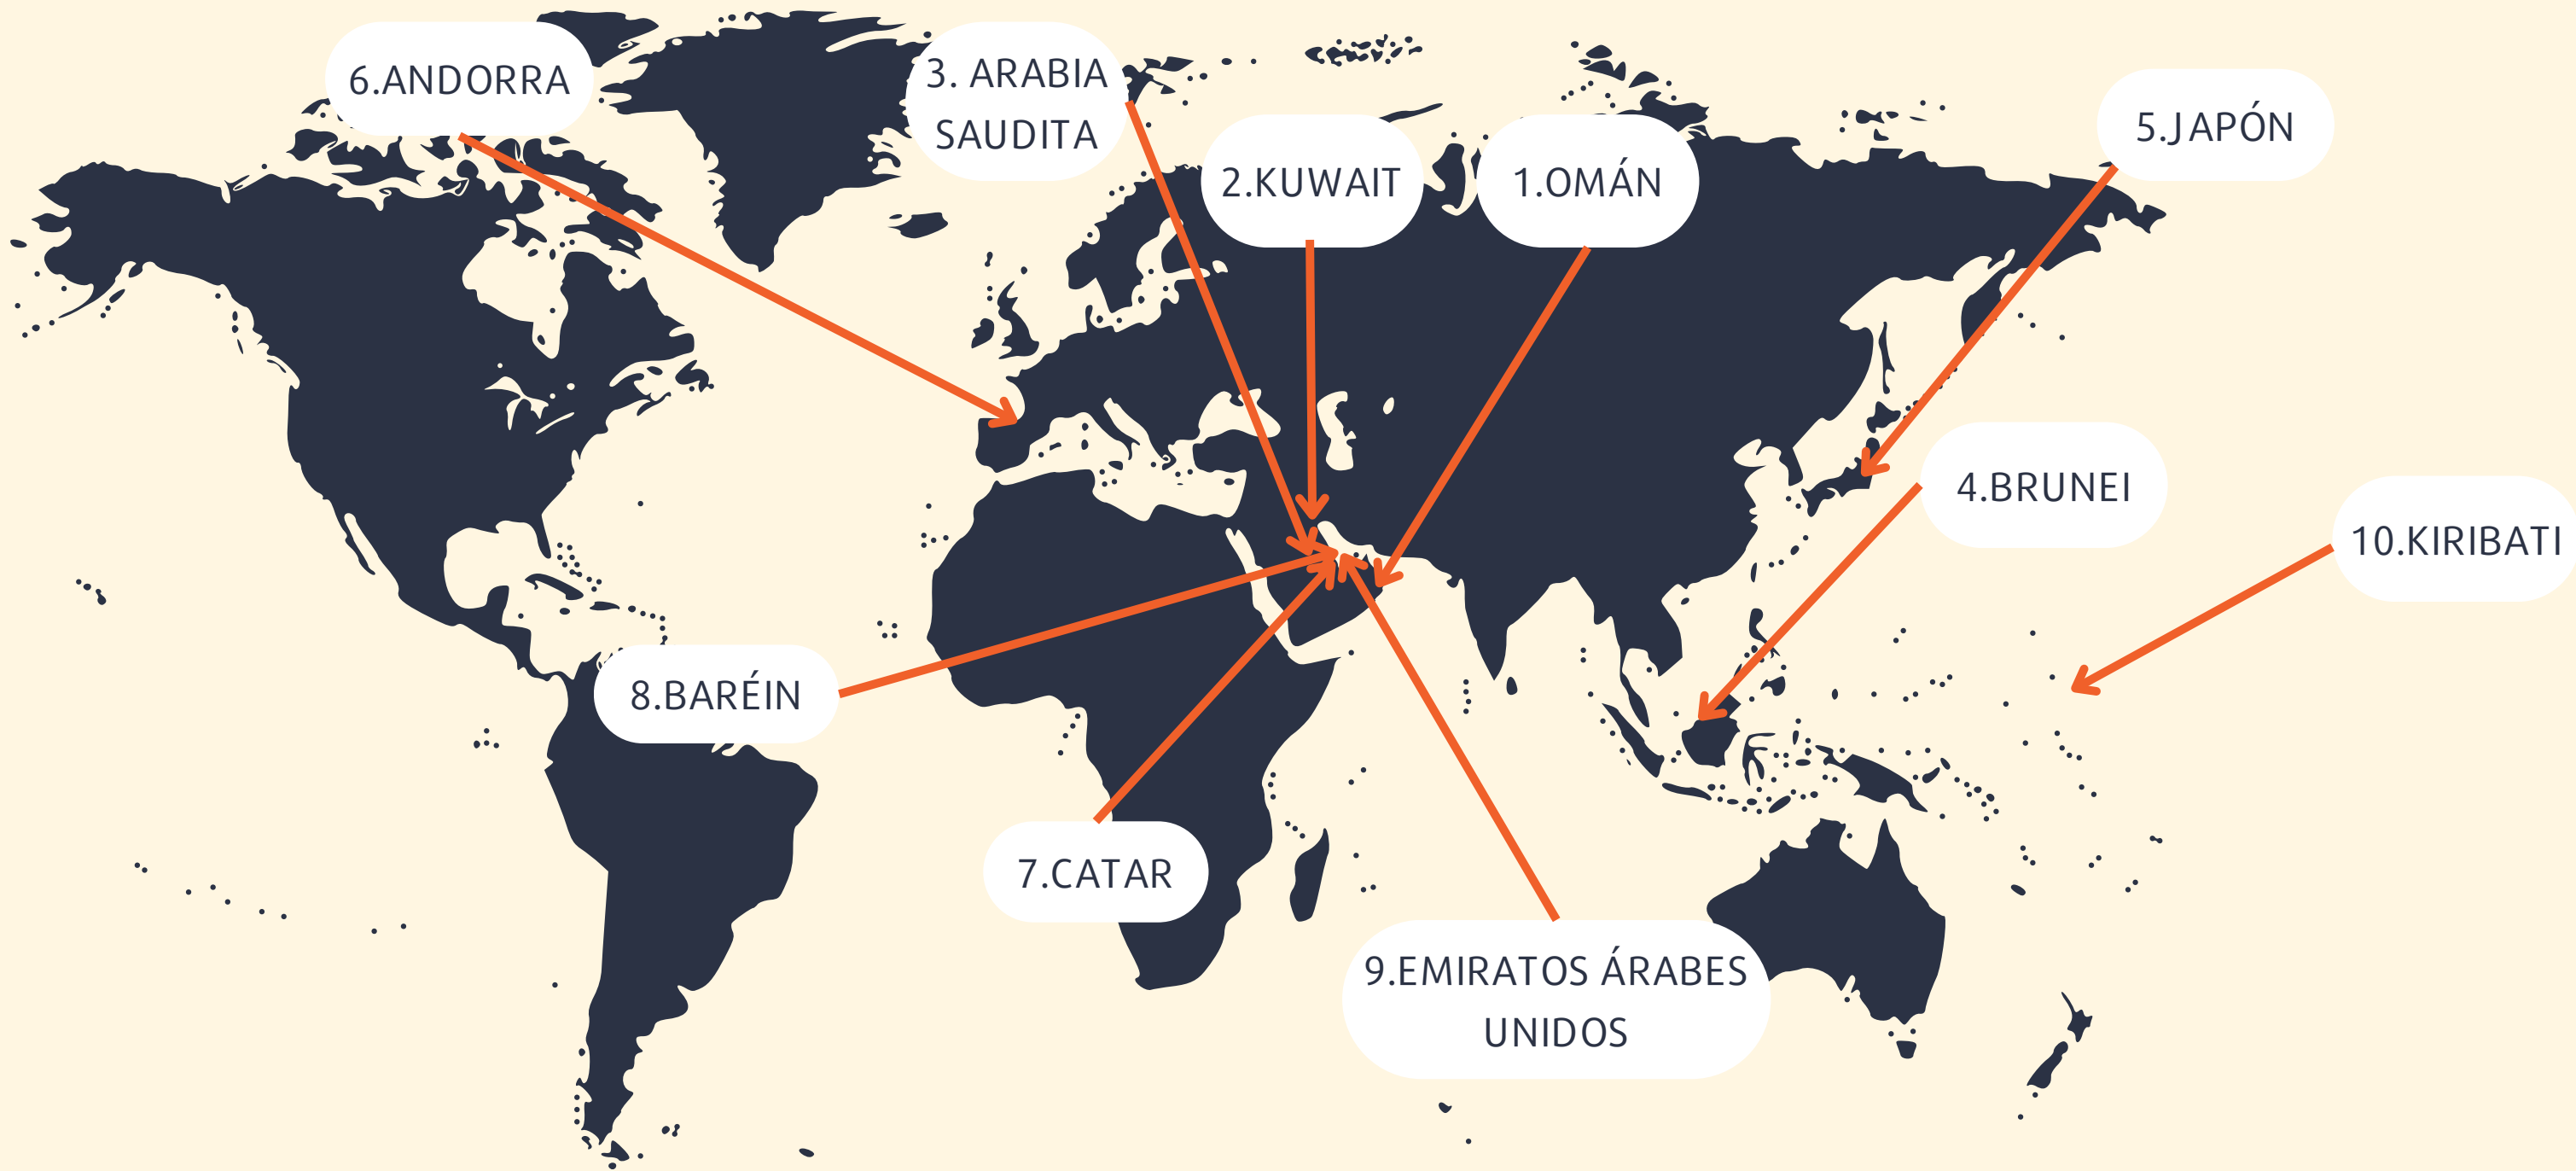 6.ANDORRA
3. ARABIA
SAUDITA
2.KUWAIT
1.OMÁN
5.JAPÓN
4.BRUNEI
10.KIRIBATI
8.BARÉIN
7.CATAR
9.EMIRATOS ÁRABES
UNIDOS